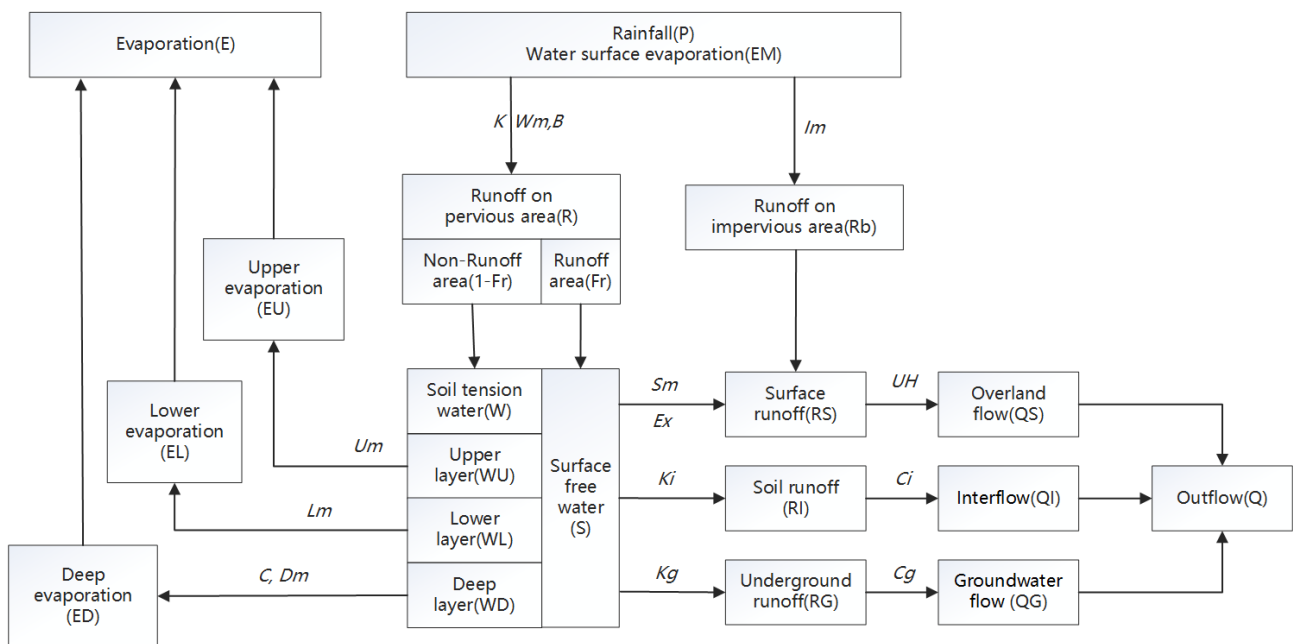 Evaporation(E)
Rainfall(P)
Water surface evaporation(EM)
K
Wm,B
Im
Runoff on
pervious area(R)
Runoff on
impervious area(Rb)
Non-Runoff
area(1-Fr)
Runoff
area(Fr)
Upper
evaporation
(EU)
Lower
evaporation
(EL)
Deep
evaporation
(ED)
Um
Lm
C, Dm
Soil tension
water(W)
Upper
layer(WU)
Lower
layer(WL)
Deep
layer(WD)
Surface
free
water
(S)
Sm
Ex
Surface
runoff(RS)
UH
Overland
flow(QS)
Ki
Soil runoff
(RI)
Ci
Interflow(QI)
Outflow(Q)
Kg
Underground
runoff(RG)
Cg
Groundwater
flow (QG)